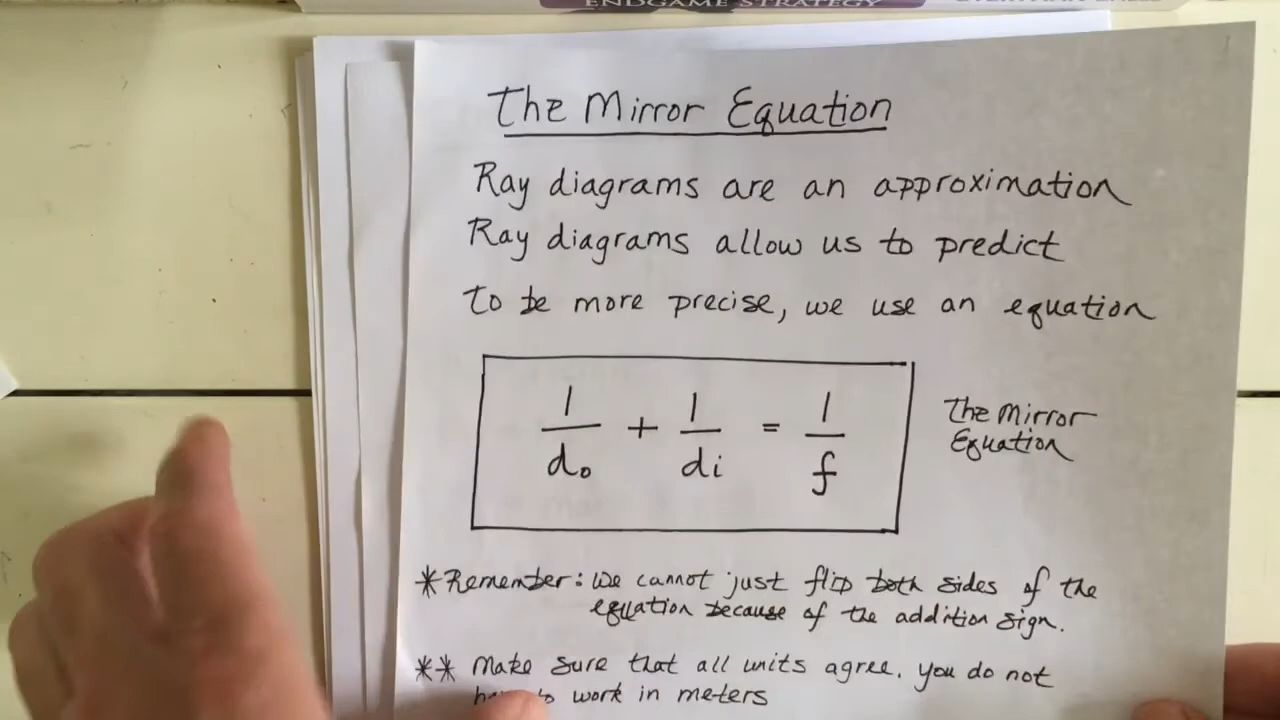 ENDGAME STRATEGY
The Mirror Equation
Ray diagrams are an approximation
Ray diagrams allow us to predict
To be more precise, we use an equation
1/do + 1/di = 1/f
The Mirror
Equation
*Remember: We cannot just flip both sides of the
equation because of the addition sign.
** Make sure that all units agree. You do not
to work in meters